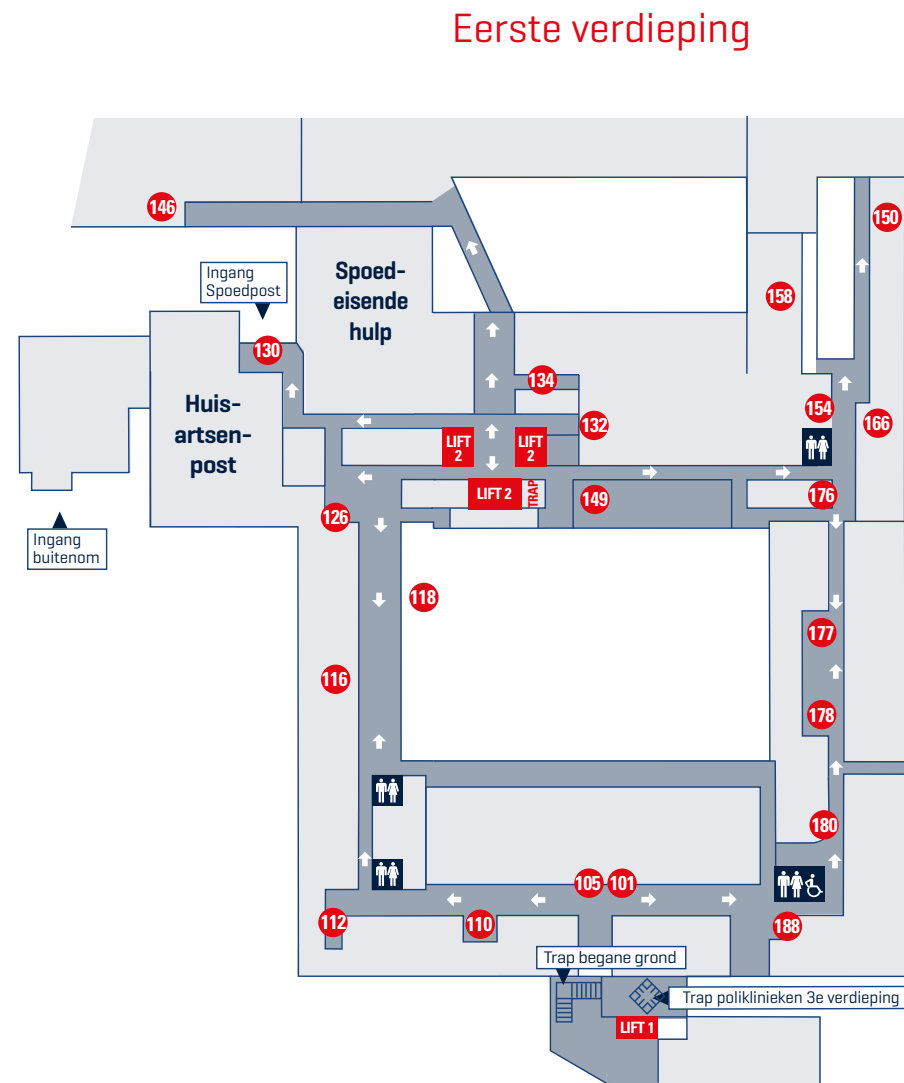 Eerste verdieping
146
150
Ingang
Spoedpost
Spoed-
eisende
hulp
158
130
134
Huis-
artsen-
post
154
132
166
LIFT
2
LIFT
2
LIFT 2
TRAP
149
176
126
Ingang
buitenom
118
177
116
178
180
105
101
112
110
188
Trap begane grond
Trap poliklinieken 3e verdieping
LIFT 1